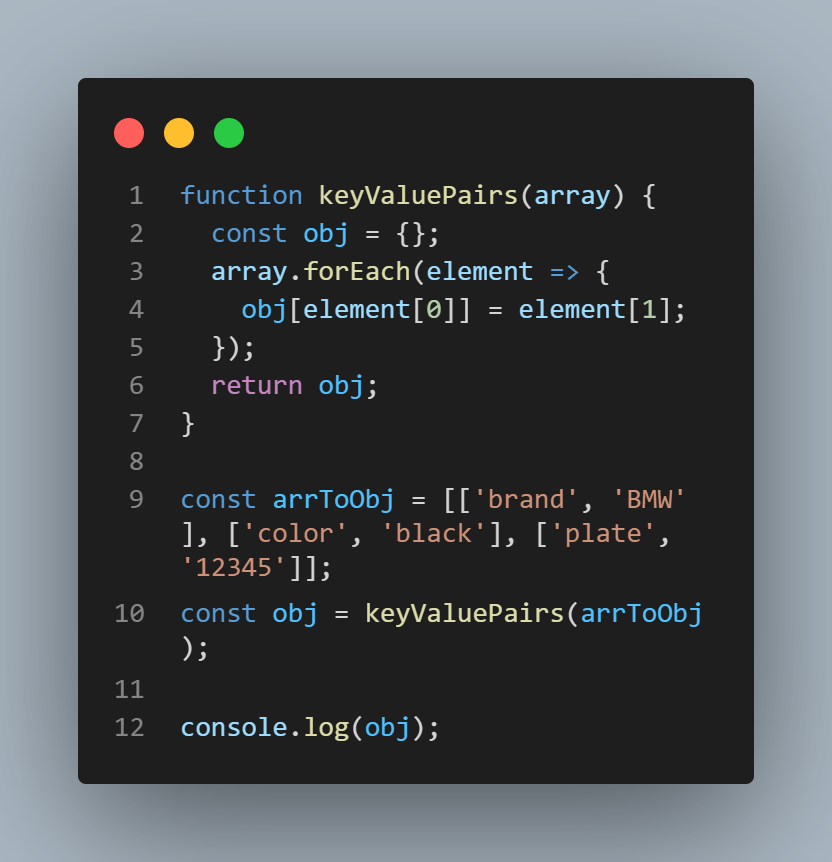 1 function keyValuePairs(array) {
2   const obj = {};
3   array.forEach(element => {
4     obj[element[0]] = element[1];
5   });
6   return obj;
7 }
8
9 const arrToObj = [['brand', 'BMW'
], ['color', 'black'], ['plate',
'12345']];
10 const obj = keyValuePairs(arrToObj
);
11
12 console.log(obj);